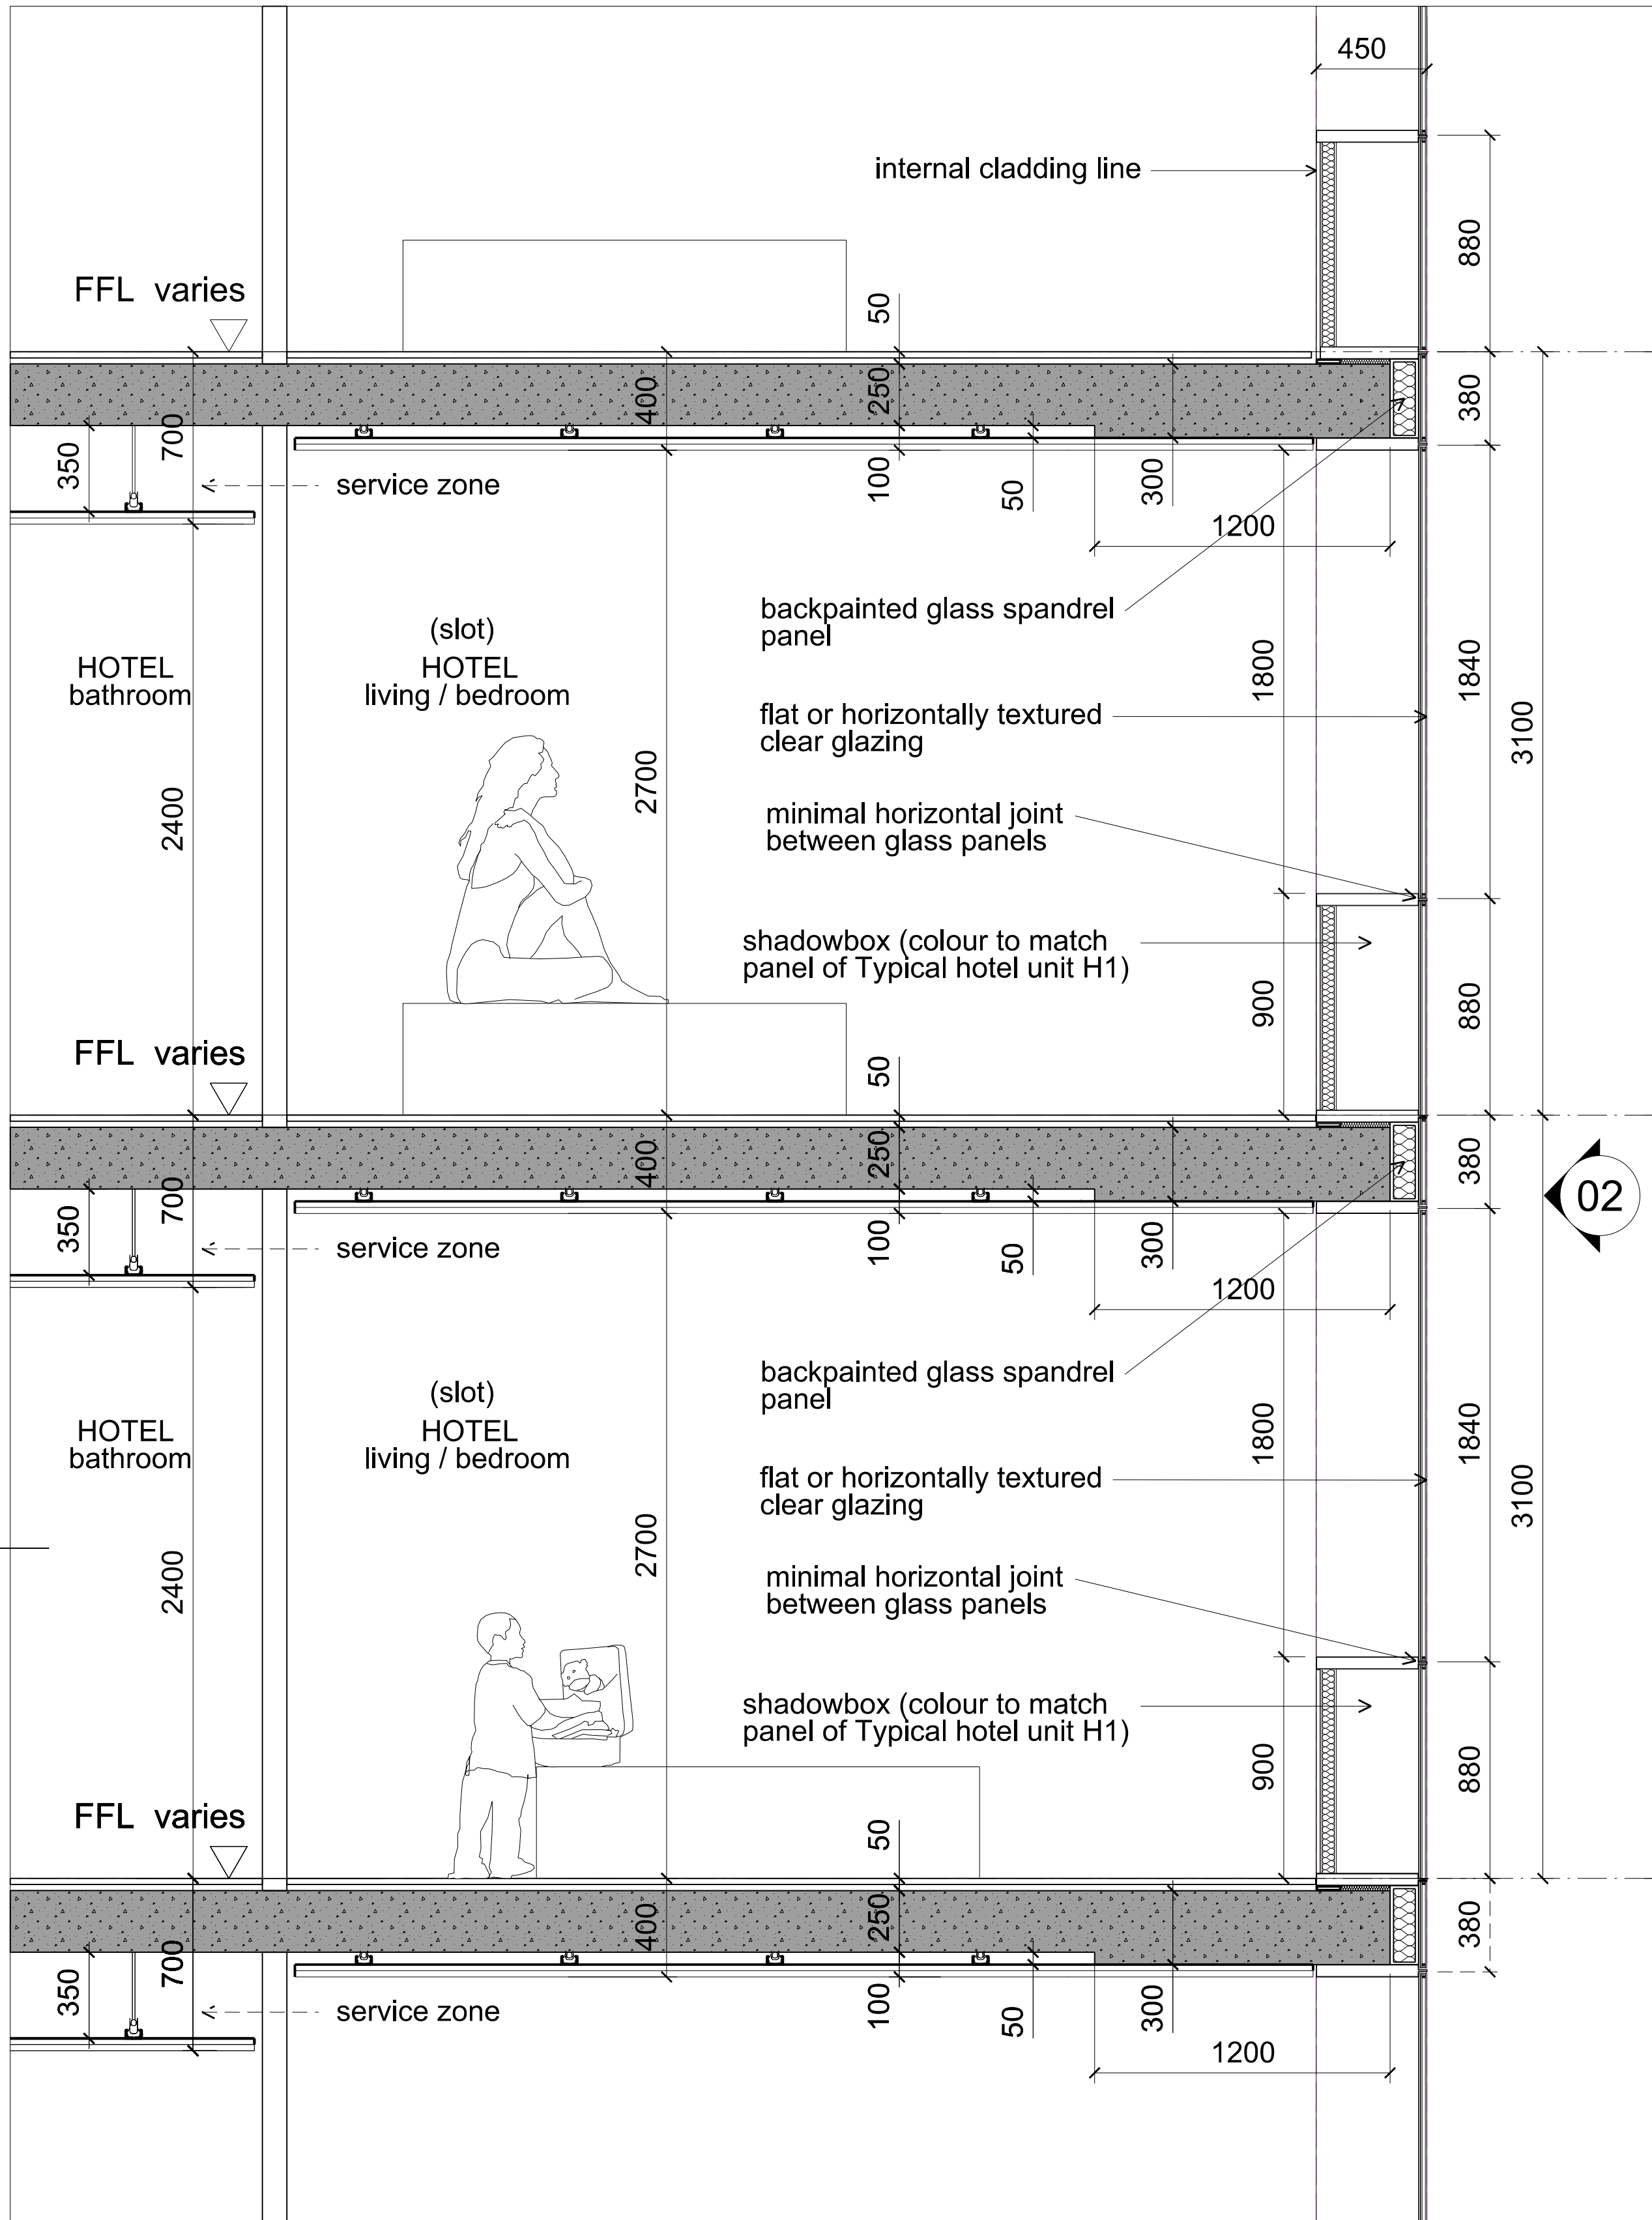 450
internal cladding line
880
FFL varies
50
400
250
380
700
350
service zone
100
50
300
1200
backpainted glass spandrel
panel
(slot)
HOTEL
living / bedroom
HOTEL
bathroom
1800
1840
flat or horizontally textured
clear glazing
3100
2700
2400
minimal horizontal joint
between glass panels
shadowbox (colour to match
panel of Typical hotel unit H1)
900
880
FFL varies
50
400
250
380
02
700
350
service zone
100
50
300
1200
backpainted glass spandrel
panel
(slot)
HOTEL
living / bedroom
HOTEL
bathroom
1800
1840
flat or horizontally textured
clear glazing
3100
2700
2400
minimal horizontal joint
between glass panels
shadowbox (colour to match
panel of Typical hotel unit H1)
900
880
FFL varies
50
400
250
380
700
350
service zone
100
50
300
1200